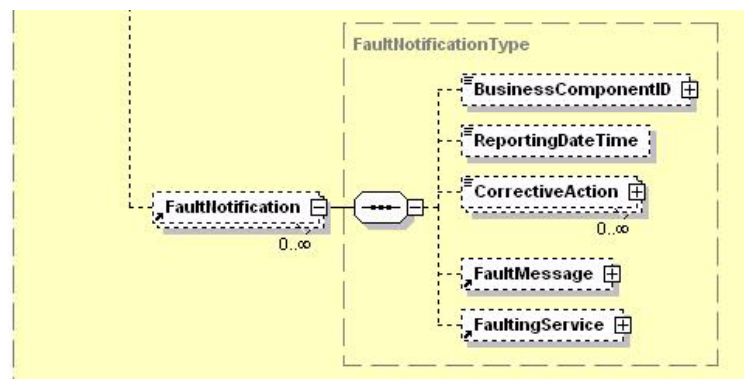 FaultNotificationType
BusinessComponentID
ReportingDateTime
CorrectiveAction
0..∞
FaultNotification
0..∞
FaultMessage
FaultingService